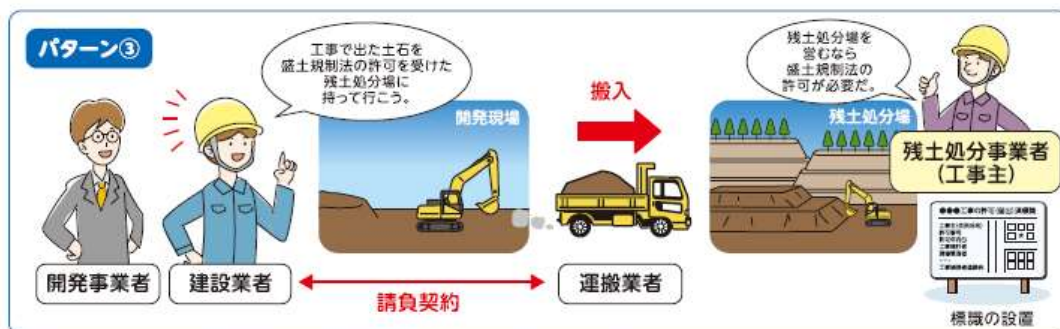 パターン③
工事で出た土石を
盛土規制法の許可を受けた
残土処分場に
持って行こう。
開発現場
搬入
残土処分場を
営むなら
盛土規制法の
許可が必要だ。
残土処分場
残土処分事業者
(工事主)
開発事業者
建設業者
請負契約
運搬業者
標識の設置